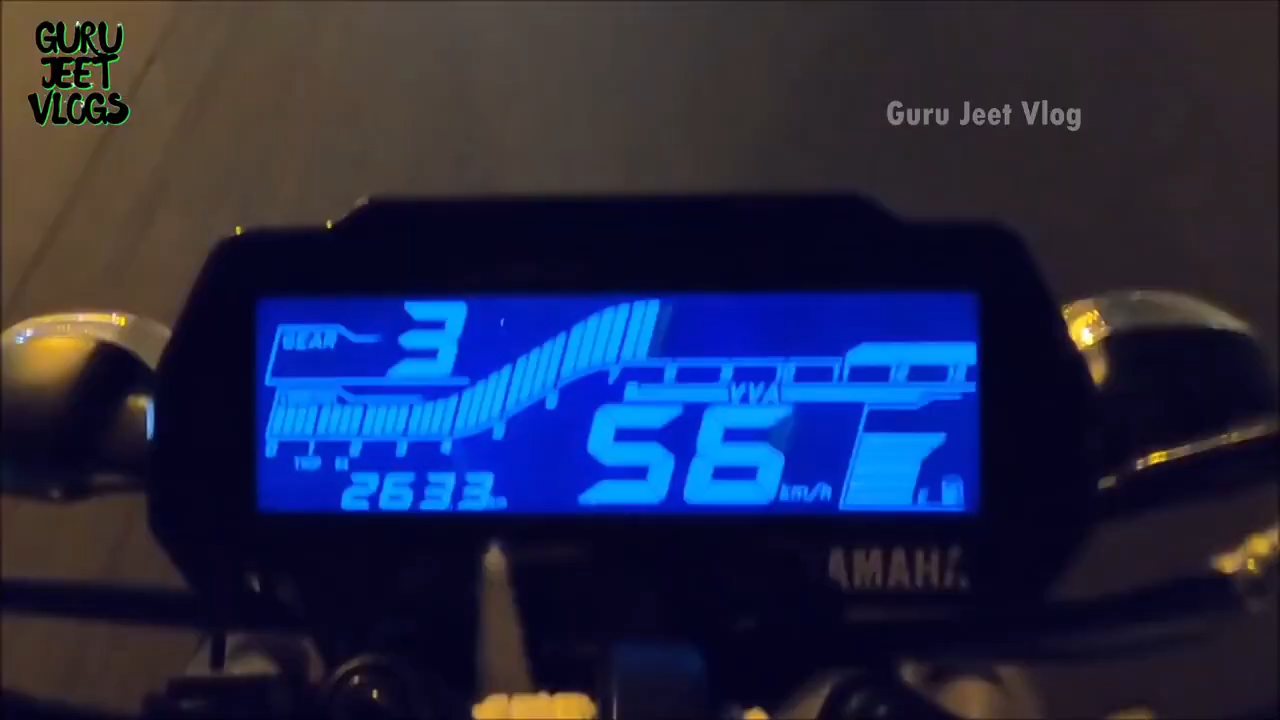 GURU
JEET
VLOGS
Guru Jeet Vlog
GEAR
3
VVA
TRIP
2633
56
km/h
YAMAHA